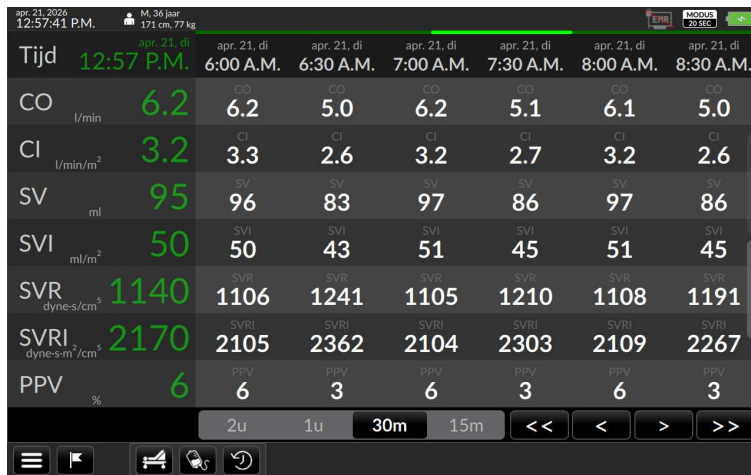 apr. 21, 2026
12:57:41 P.M.
M, 36 jaar
171 cm, 77 kg
EMR
MODUS
20 SEC
Tijd
apr. 21, di
12:57 P.M.
apr. 21, di
6:00 A.M.
apr. 21, di
6:30 A.M.
apr. 21, di
7:00 A.M.
apr. 21, di
7:30 A.M.
apr. 21, di
8:00 A.M.
apr. 21, di
8:30 A.M.
CO l/min 6.2
CO CO CO CO CO CO
6.2 5.0 6.2 5.1 6.1 5.0
CI l/min/m² 3.2
CI CI CI CI CI CI
3.3 2.6 3.2 2.7 3.2 2.6
SV ml 95
SV SV SV SV SV SV
96 83 97 86 97 86
SVI ml/m² 50
SVI SVI SVI SVI SVI SVI
50 43 51 45 51 45
SVR dyne·s/cm⁵ 1140
SVR SVR SVR SVR SVR SVR
1106 1241 1105 1210 1108 1191
SVRI dyne·s·m²/cm⁵ 2170
SVRI SVRI SVRI SVRI SVRI SVRI
2105 2362 2104 2303 2109 2267
PPV % 6
PPV PPV PPV PPV PPV PPV
6 3 6 3 6 3
2u 1u 30m 15m << < > >>